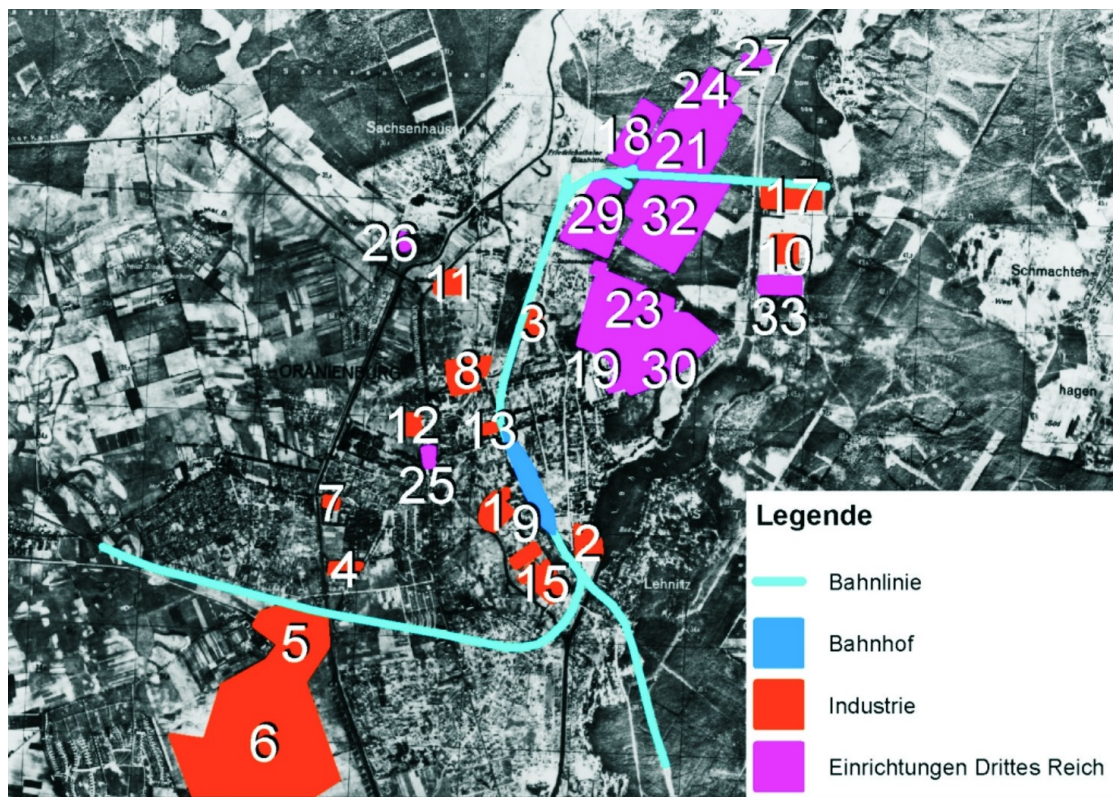 27
24
Sachsenhausen
18
21
17
29
32
26
10
11
Schmachten-
33
23
3
19
30
ORANIENBURG
8
hagen
12
13
25
7
1
9
2
Legende
4
15
Lehnitz
Bahnlinie
5
Bahnhof
6
Industrie
Einrichtungen Drittes Reich